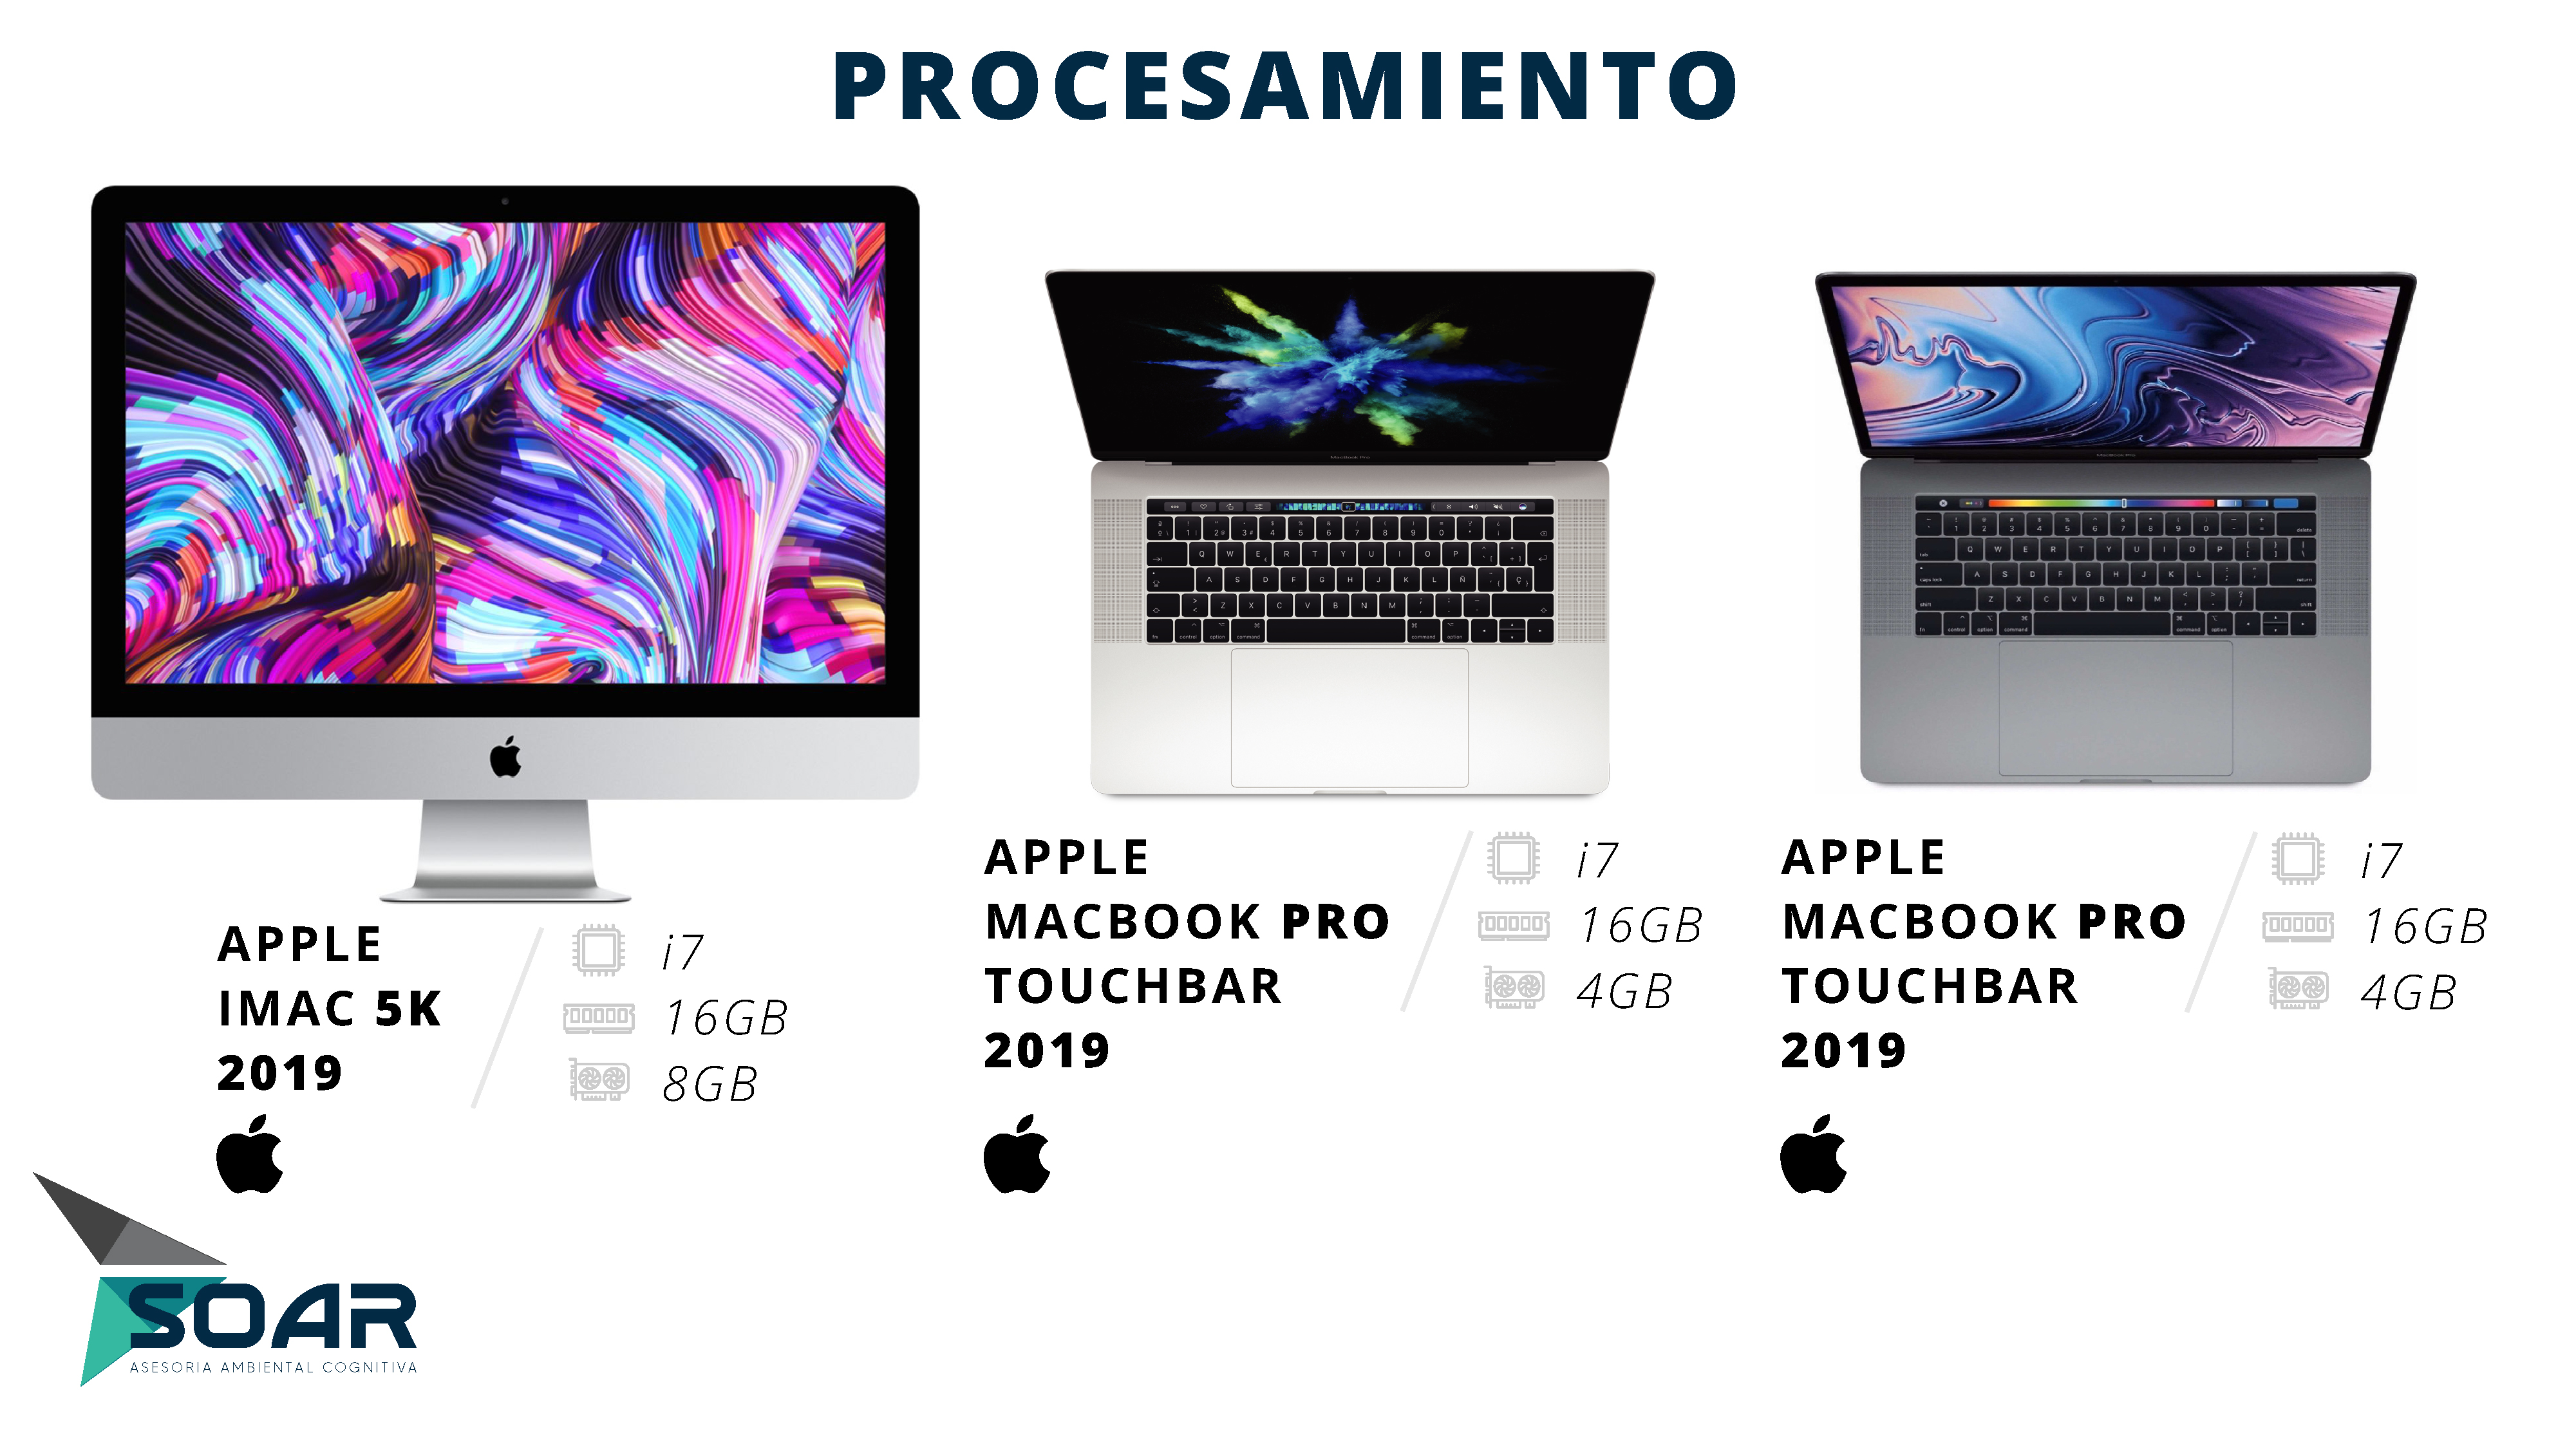 PROCESAMIENTO
APPLE
IMAC 5K
2019
i7
16GB
8GB
APPLE
MACBOOK PRO
TOUCHBAR
2019
i7
16GB
4GB
APPLE
MACBOOK PRO
TOUCHBAR
2019
i7
16GB
4GB
SOAR
ASESORIA AMBIENTAL COGNITIVA